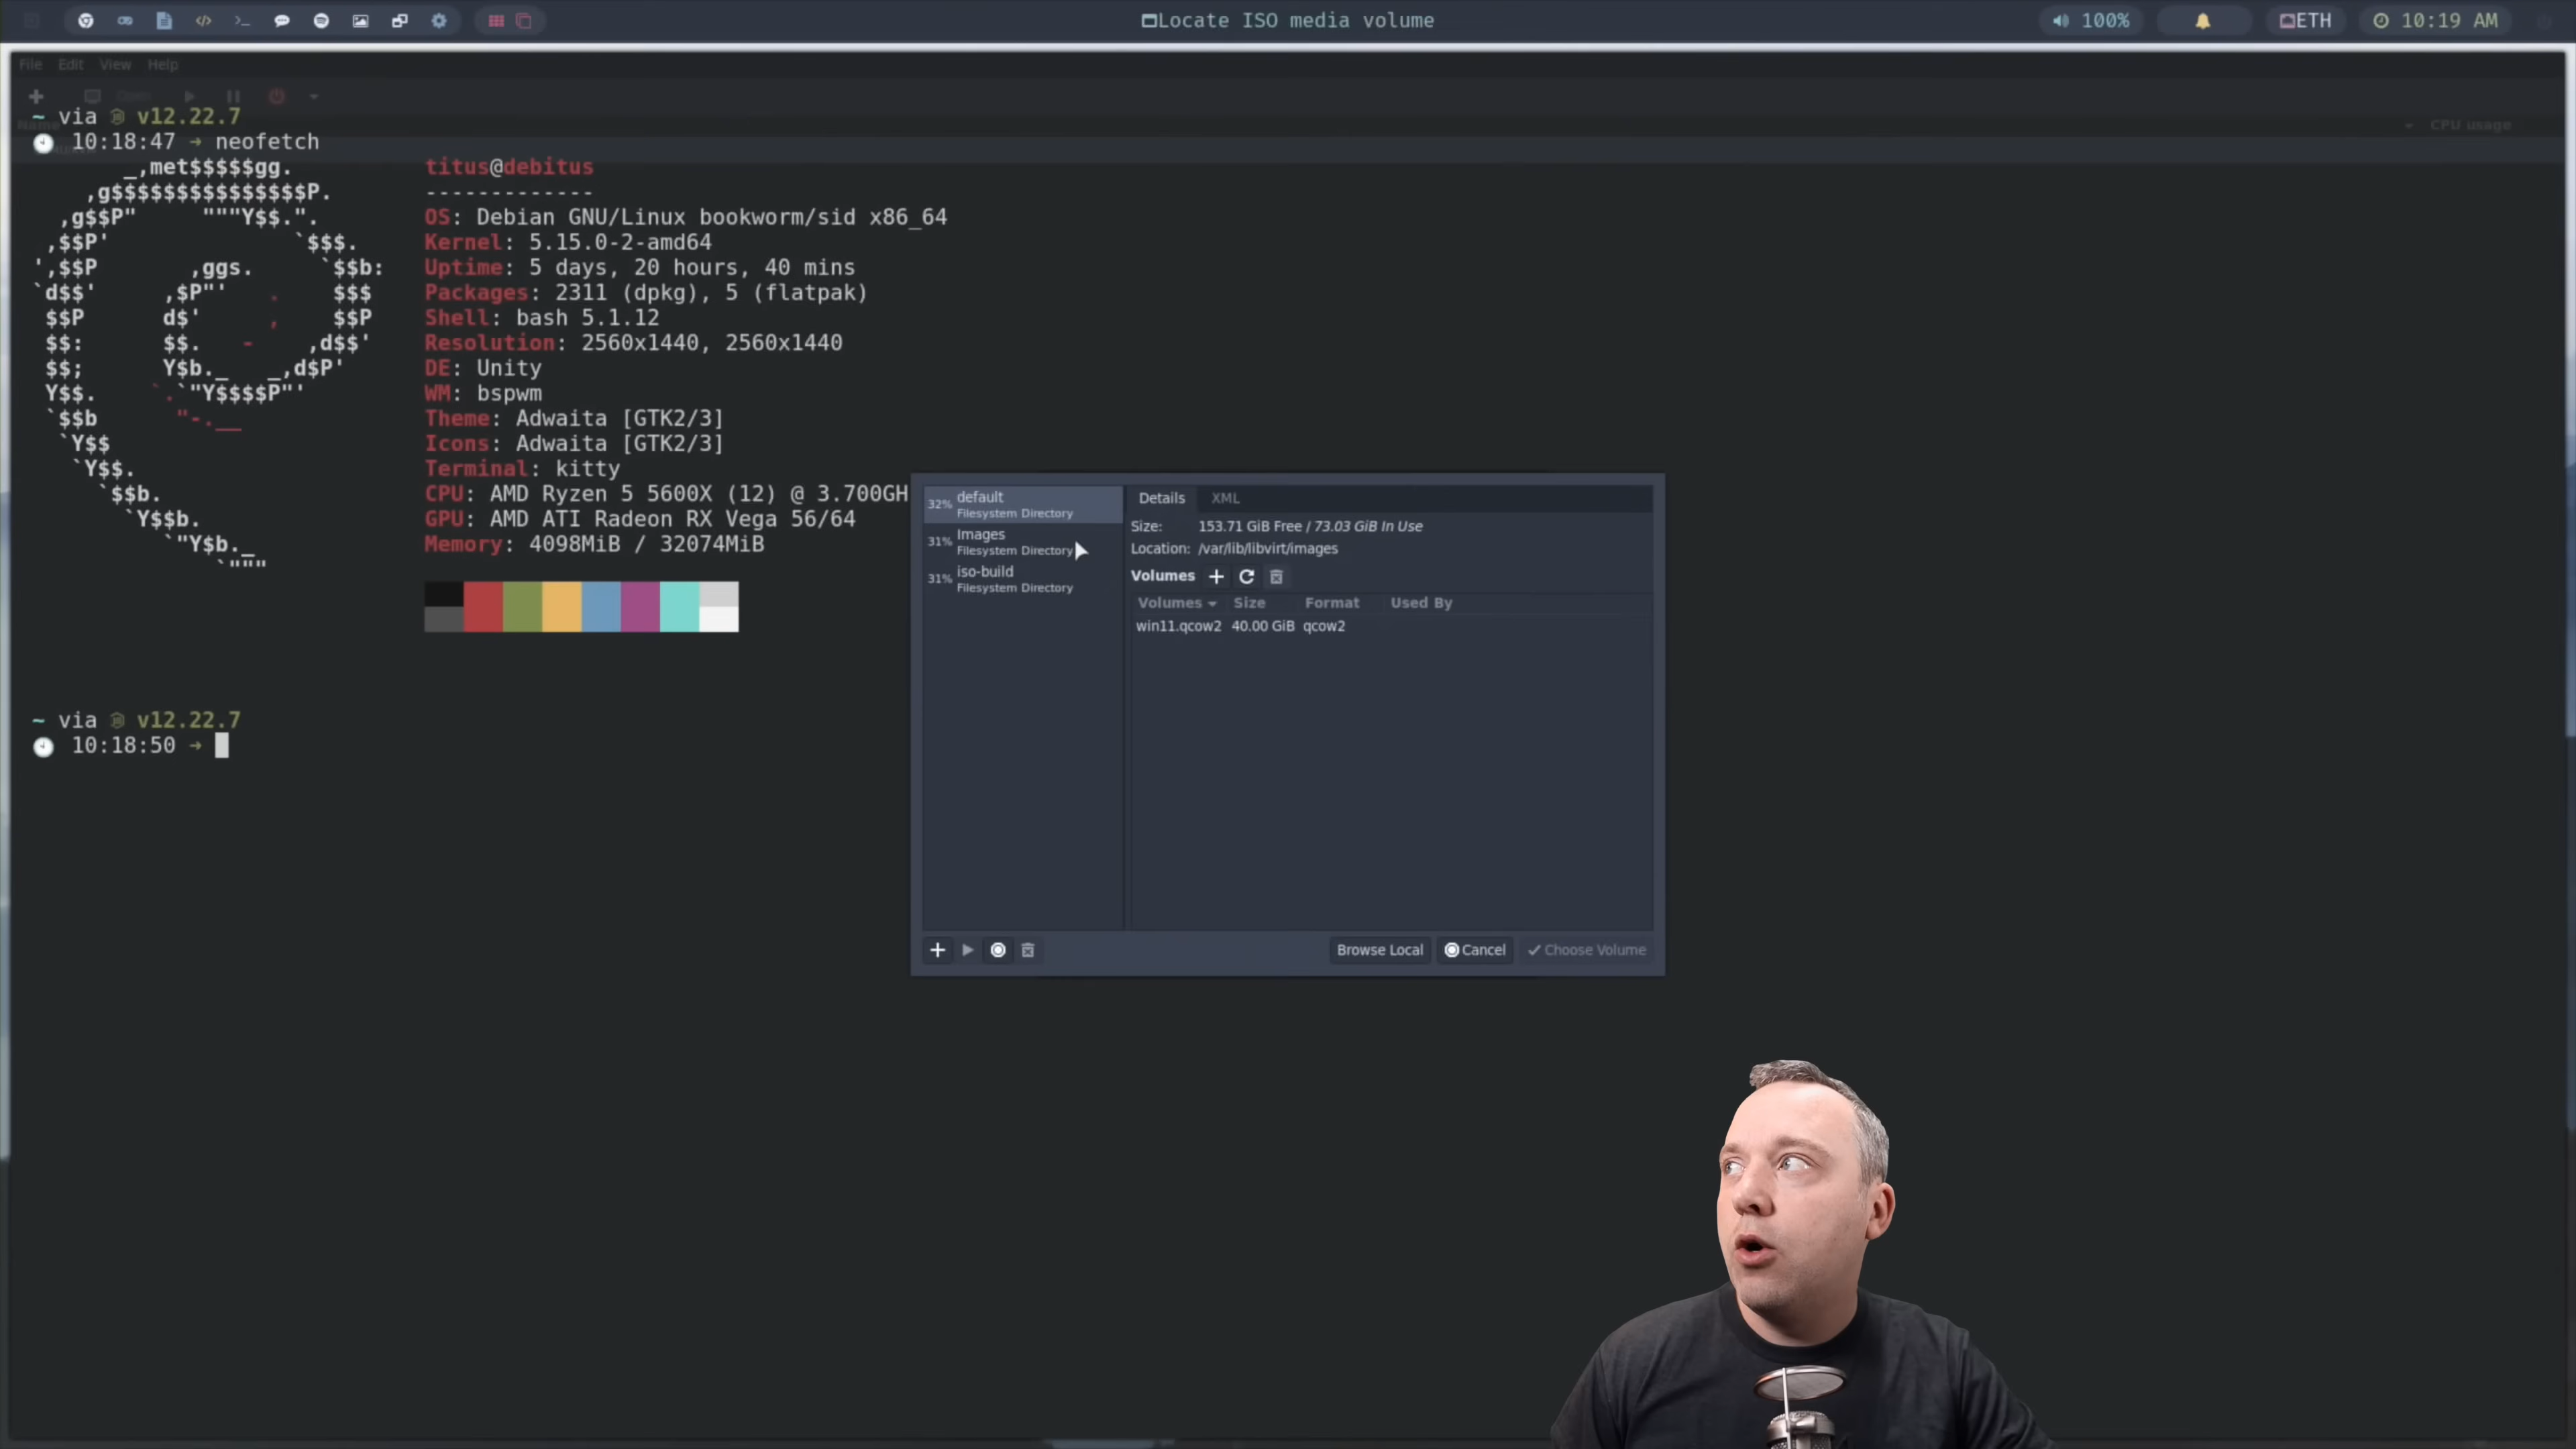 Locate ISO media volume
100%
ETH
10:19 AM
File Edit View Help
CPU usage
~ via v12.22.7
10:18:47 ➜ neofetch
_,met$$$$$gg.
,g$$$$$$$$$$$$$$$P.
,g$$P" """Y$$.".
,$$P' `$$$.
',$$P ,ggs. `$$b:
`d$$' ,$P"' . $$$
$$P d$' , $$P
$$: $$. - ,d$$'
$$; Y$b._ _,d$P'
Y$$. `.`"Y$$$$P"'
`$$b "-.__
`Y$$
`Y$$.
`$$b.
`Y$$b.
`"Y$b._
`"""
titus@debitus
-------------
OS: Debian GNU/Linux bookworm/sid x86_64
Kernel: 5.15.0-2-amd64
Uptime: 5 days, 20 hours, 40 mins
Packages: 2311 (dpkg), 5 (flatpak)
Shell: bash 5.1.12
Resolution: 2560x1440, 2560x1440
DE: Unity
WM: bspwm
Theme: Adwaita [GTK2/3]
Icons: Adwaita [GTK2/3]
Terminal: kitty
CPU: AMD Ryzen 5 5600X (12) @ 3.700GH
GPU: AMD ATI Radeon RX Vega 56/64
Memory: 4098MiB / 32074MiB
~ via v12.22.7
10:18:50 ➜
32% default
Filesystem Directory
31% Images
Filesystem Directory
31% iso-build
Filesystem Directory
Details XML
Size: 153.71 GiB Free / 73.03 GiB In Use
Location: /var/lib/libvirt/images
Volumes
Volumes Size Format Used By
win11.qcow2 40.00 GiB qcow2
Browse Local Cancel Choose Volume